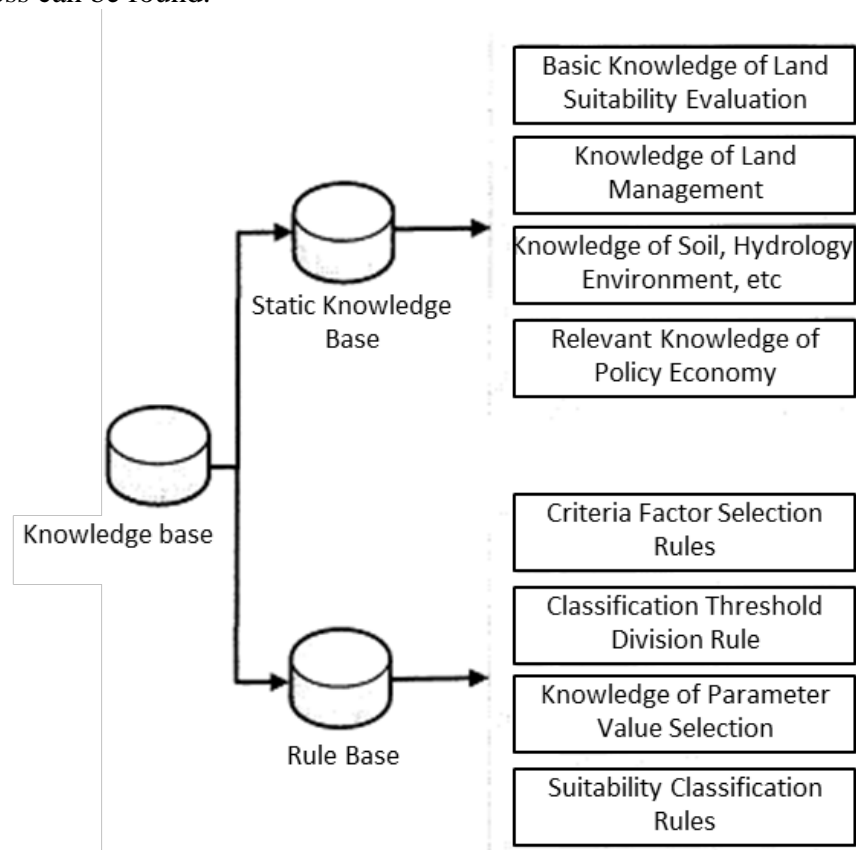 Basic Knowledge of Land
Suitability Evaluation
Knowledge of Land
Management
Knowledge of Soil, Hydrology
Environment, etc
Static Knowledge
Base
Relevant Knowledge of
Policy Economy
Knowledge base
Criteria Factor Selection
Rules
Classification Threshold
Division Rule
Knowledge of Parameter
Value Selection
Rule Base
Suitability Classification
Rules